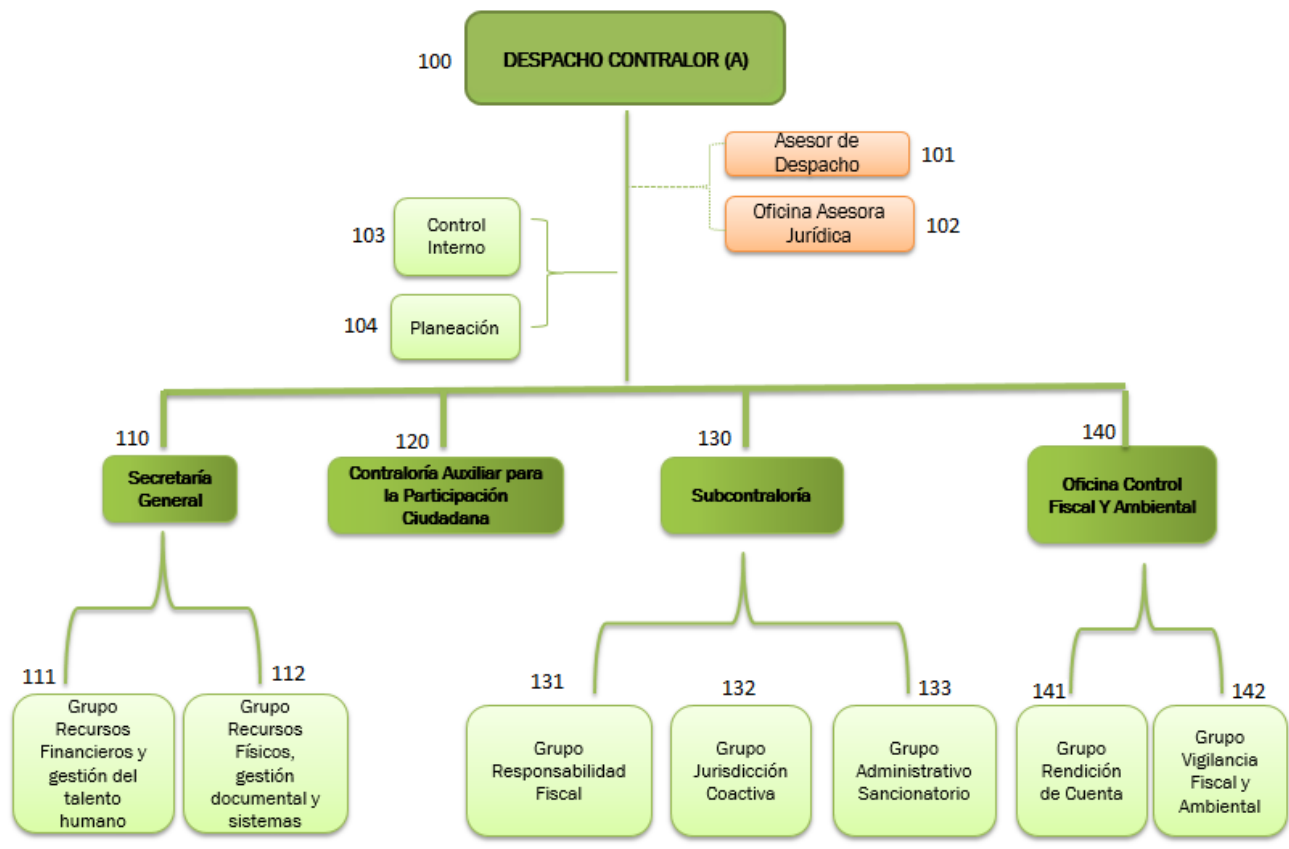 100
DESPACHO CONTRALOR (A)
Asesor de
Despacho
101
Oficina Asesora
Jurídica
102
103
Control
Interno
104
Planeación
110
Secretaría
General
120
Contraloría Auxiliar para
la Participación
Ciudadana
130
Subcontraloría
140
Oficina Control
Fiscal Y Ambiental
111
Grupo
Recursos
Financieros y
gestión del
talento
humano
112
Grupo
Recursos
Físicos,
gestión
documental y
sistemas
131
Grupo
Responsabilidad
Fiscal
132
Grupo
Jurisdicción
Coactiva
133
Grupo
Administrativo
Sancionatorio
141
Grupo
Rendición
de Cuenta
142
Grupo
Vigilancia
Fiscal y
Ambiental